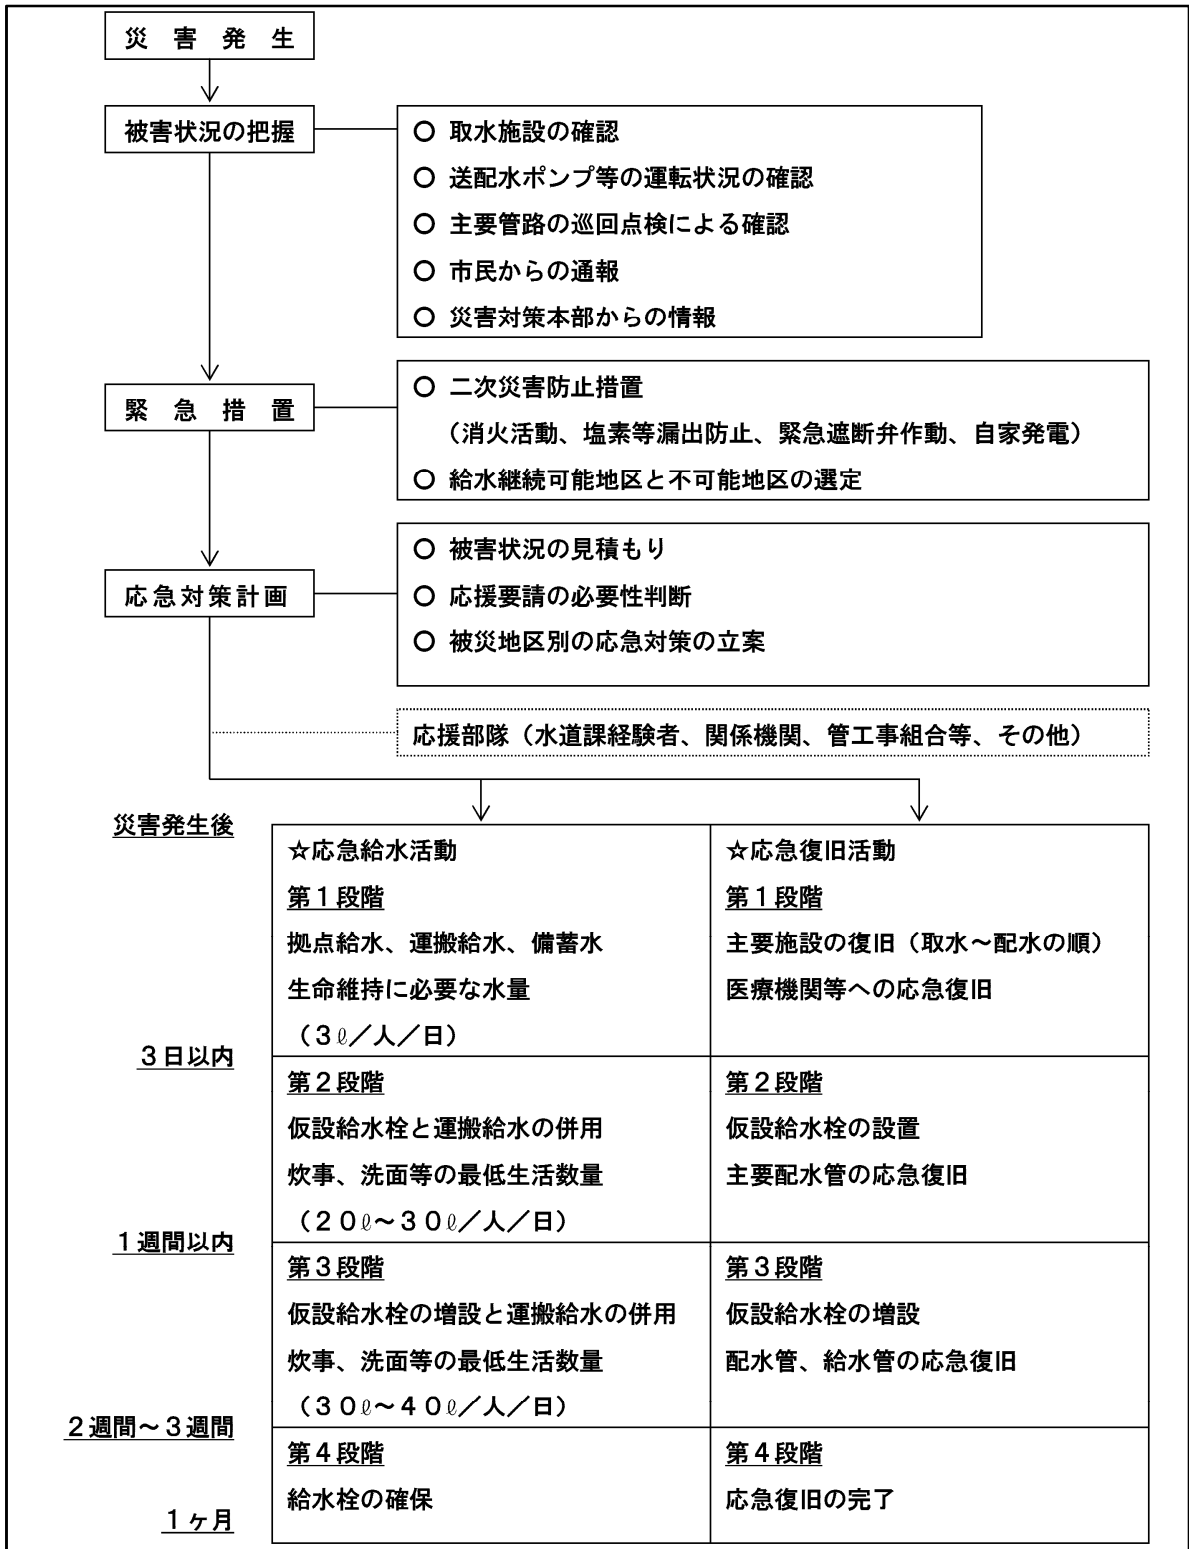 災害発生
被害状況の把握
○ 取水施設の確認
○ 送配水ポンプ等の運転状況の確認
○ 主要管路の巡回点検による確認
○ 市民からの通報
○ 災害対策本部からの情報
緊急措置
○ 二次災害防止措置
（消火活動、塩素等漏出防止、緊急遮断弁作動、自家発電）
○ 給水継続可能地区と不可能地区の選定
応急対策計画
○ 被害状況の見積もり
○ 応援要請の必要性判断
○ 被災地区別の応急対策の立案
応援部隊（水道課経験者、関係機関、管工事組合等、その他）
災害発生後
☆応急給水活動
第１段階
拠点給水、運搬給水、備蓄水
生命維持に必要な水量
（３ℓ／人／日）
☆応急復旧活動
第１段階
主要施設の復旧（取水～配水の順）
医療機関等への応急復旧
３日以内
第２段階
仮設給水栓と運搬給水の併用
炊事、洗面等の最低生活数量
（２０ℓ～３０ℓ／人／日）
第２段階
仮設給水栓の設置
主要配水管の応急復旧
１週間以内
第３段階
仮設給水栓の増設と運搬給水の併用
炊事、洗面等の最低生活数量
（３０ℓ～４０ℓ／人／日）
第３段階
仮設給水栓の増設
配水管、給水管の応急復旧
２週間～３週間
第４段階
給水栓の確保
第４段階
応急復旧の完了
１ヶ月